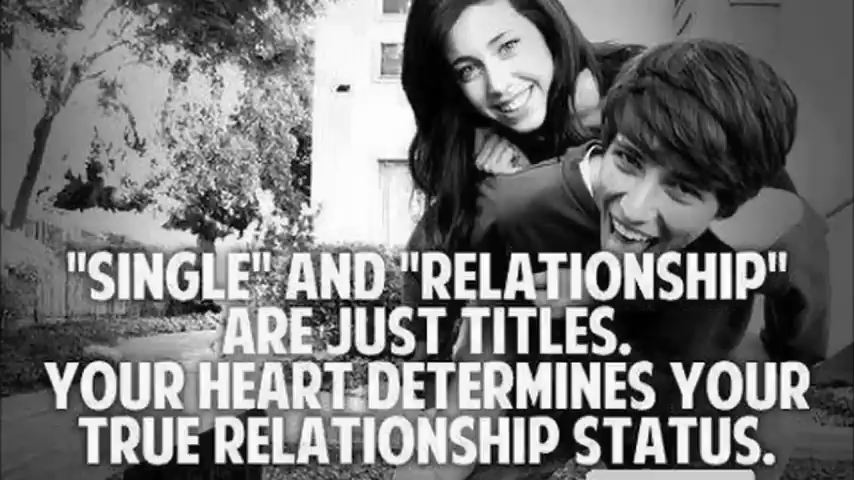 "SINGLE" AND "RELATIONSHIP"
ARE JUST TITLES.
YOUR HEART DETERMINES YOUR
TRUE RELATIONSHIP STATUS.